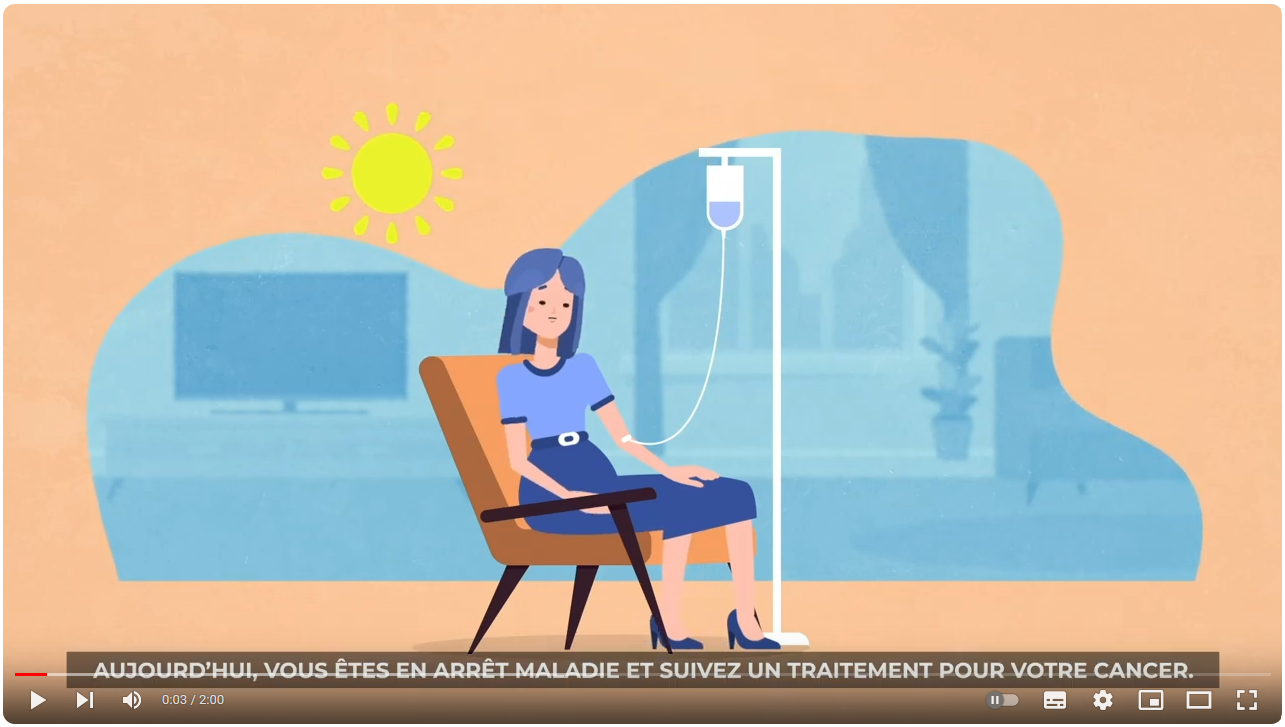 AUJOURD’HUI, VOUS ÊTES EN ARRÊT MALADIE ET SUIVEZ UN TRAITEMENT POUR VOTRE CANCER.
0:03 / 2:00